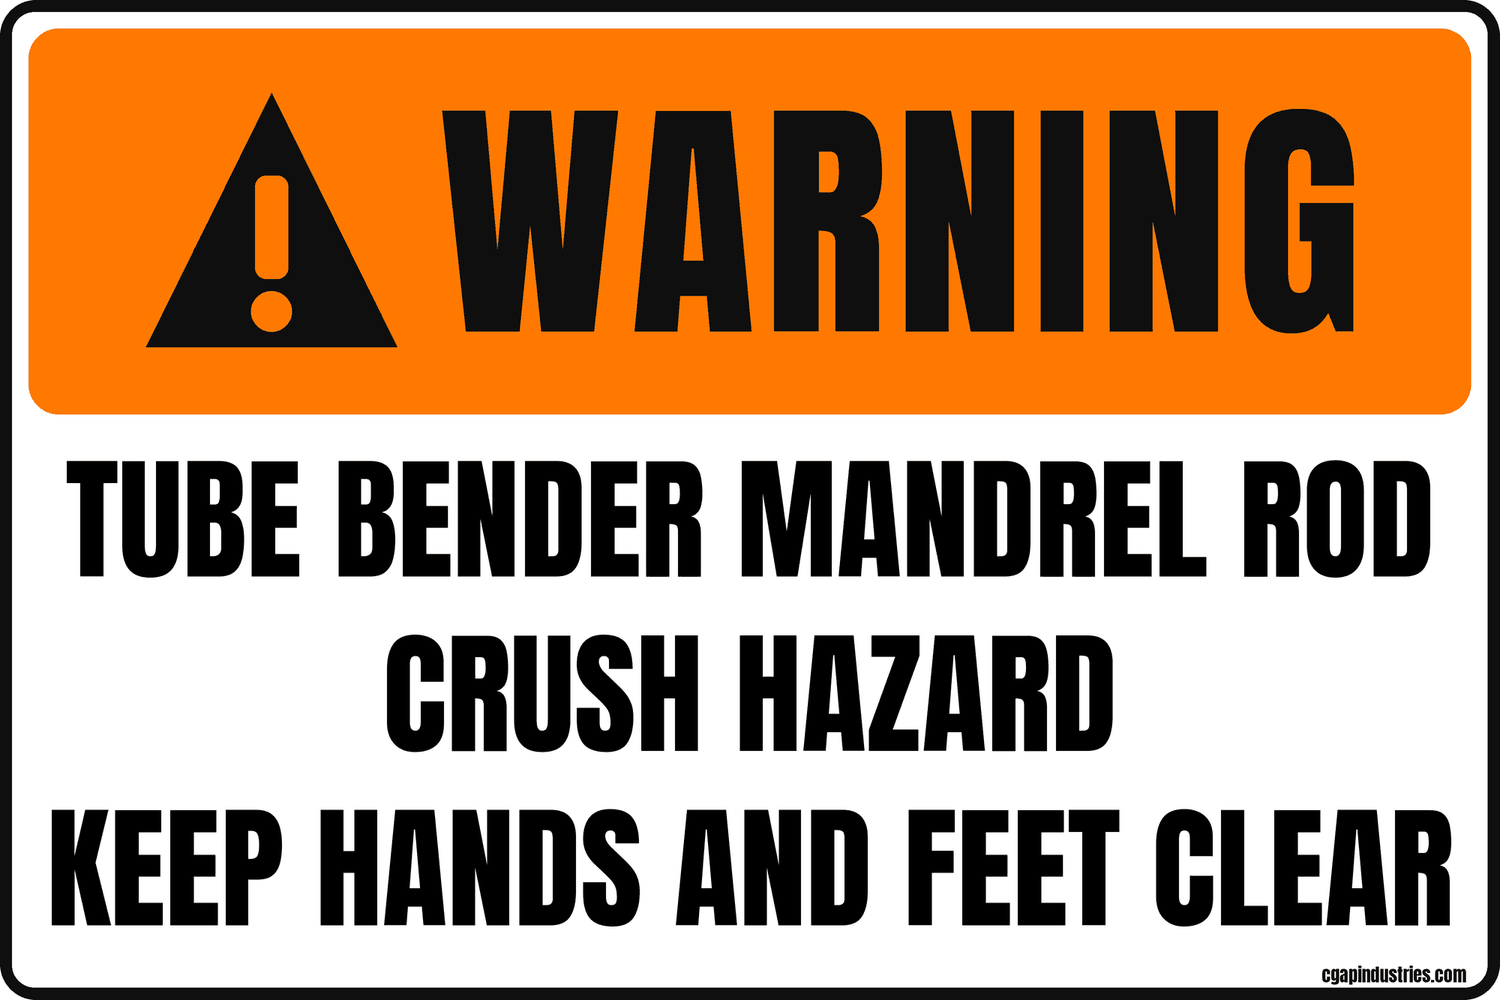 WARNING
TUBE BENDER MANDREL ROD
CRUSH HAZARD
KEEP HANDS AND FEET CLEAR
cgapindustries.com